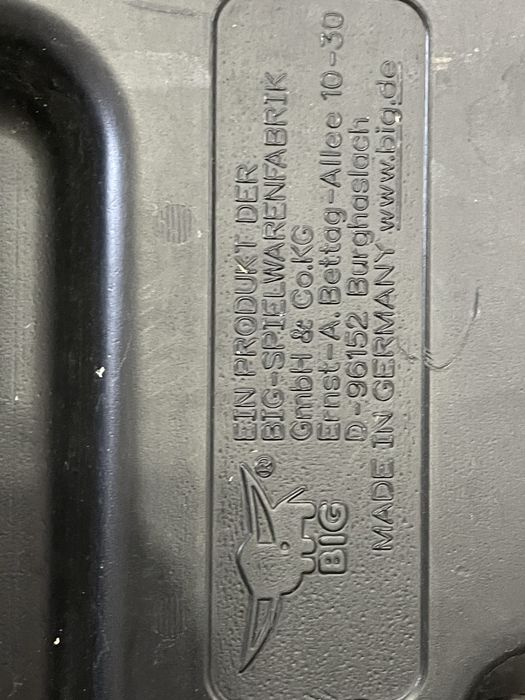 EIN PRODUKT DER
BIG-SPIELWARENFABRIK
GmbH & Co.KG
Ernst-A. Bettag-Allee 10-30
D-96152 Burghaslach
MADE IN GERMANY www.big.de
BIG
®